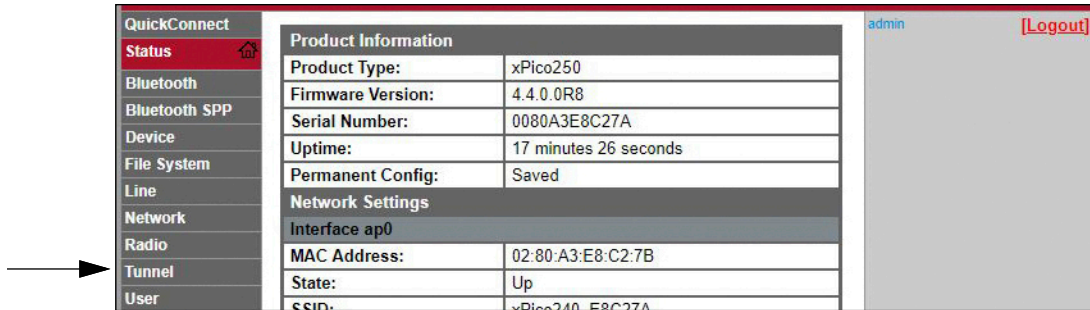 QuickConnect
Status
Bluetooth
Bluetooth SPP
Device
File System
Line
Network
Radio
Tunnel
User
Product Information
Product Type: xPico250
Firmware Version: 4.4.0.0R8
Serial Number: 0080A3E8C27A
Uptime: 17 minutes 26 seconds
Permanent Config: Saved
Network Settings
Interface ap0
MAC Address: 02:80:A3:E8:C2:7B
State: Up
SSID: xPico240_E8C27A
admin [Logout]